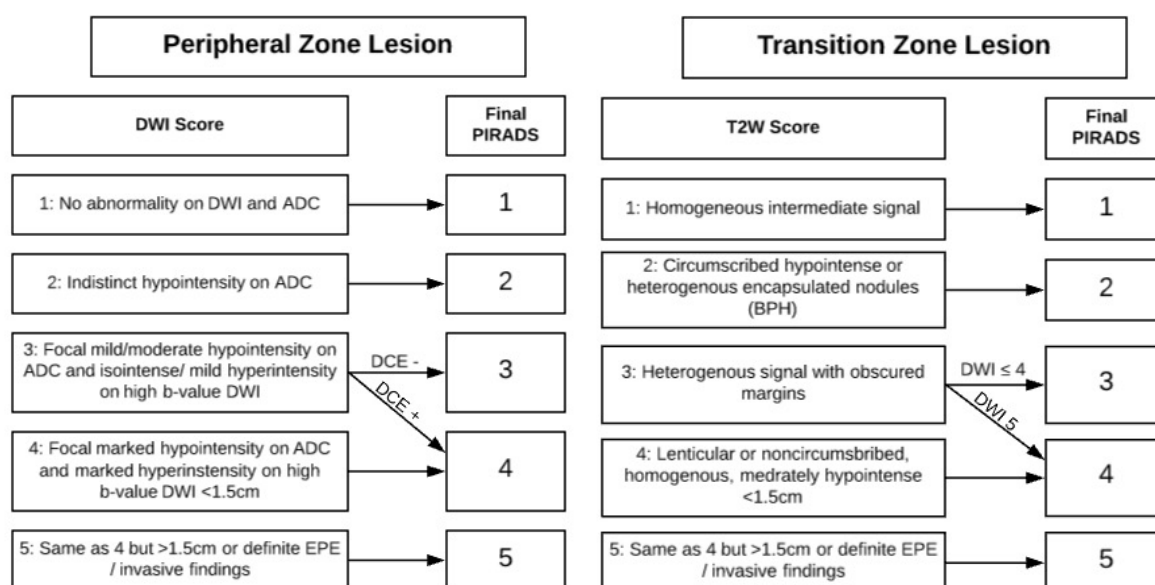 Peripheral Zone Lesion
DWI Score
Final
PIRADS
1: No abnormality on DWI and ADC
1
2: Indistinct hypointensity on ADC
2
3: Focal mild/moderate hypointensity on
ADC and isointense/ mild hyperintensity
on high b-value DWI
DCE -
DCE +
3
4: Focal marked hypointensity on ADC
and marked hyperinstensity on high
b-value DWI <1.5cm
4
5: Same as 4 but >1.5cm or definite EPE
/ invasive findings
5
Transition Zone Lesion
T2W Score
Final
PIRADS
1: Homogeneous intermediate signal
1
2: Circumscribed hypointense or
heterogenous encapsulated nodules
(BPH)
2
3: Heterogenous signal with obscured
margins
DWI ≤ 4
DWI 5
3
4: Lenticular or noncircumsbribed,
homogenous, medrately hypointense
<1.5cm
4
5: Same as 4 but >1.5cm or definite EPE
/ invasive findings
5